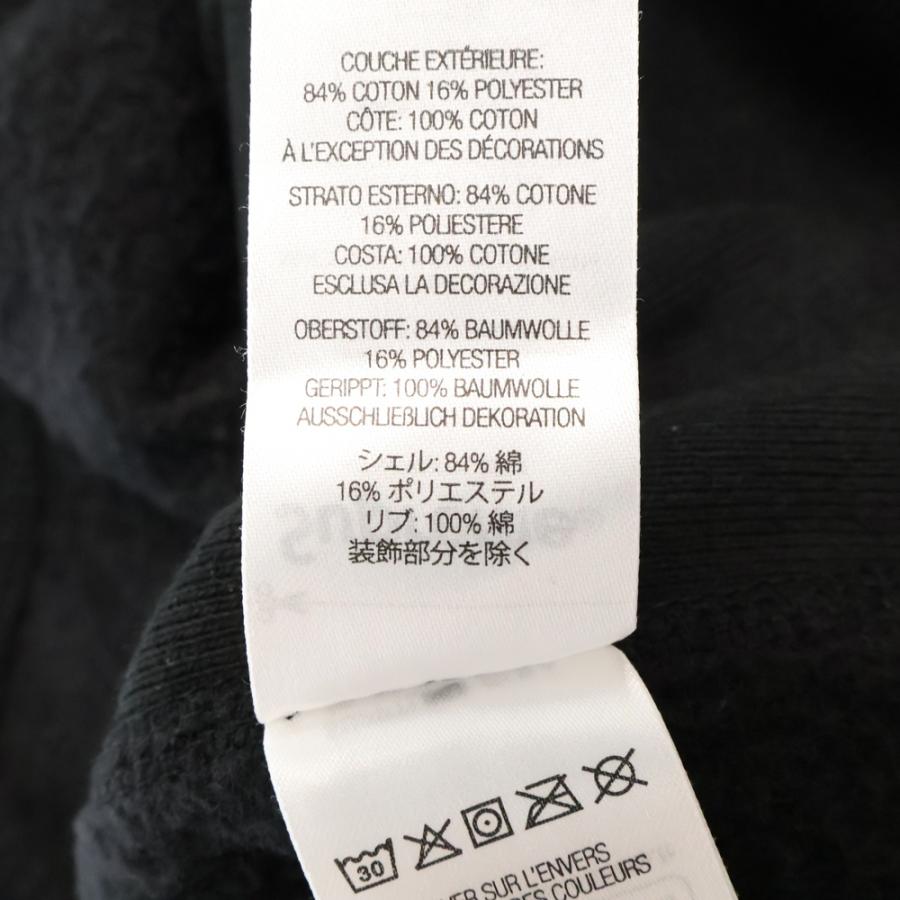 COUCHE EXTÉRIEURE:
84% COTON 16% POLYESTER
CÔTE: 100% COTON
À L'EXCEPTION DES DÉCORATIONS
STRATO ESTERNO: 84% COTONE
16% POLIESTERE
COSTA: 100% COTONE
ESCLUSA LA DECORAZIONE
OBERSTOFF: 84% BAUMWOLLE
16% POLYESTER
GERIPPT: 100% BAUMWOLLE
AUSSCHLIEßLICH DEKORATION
シェル: 84% 綿
16% ポリエステル
リブ: 100% 綿
装飾部分を除く
30
SUR L'ENVERS
DES COULEURS